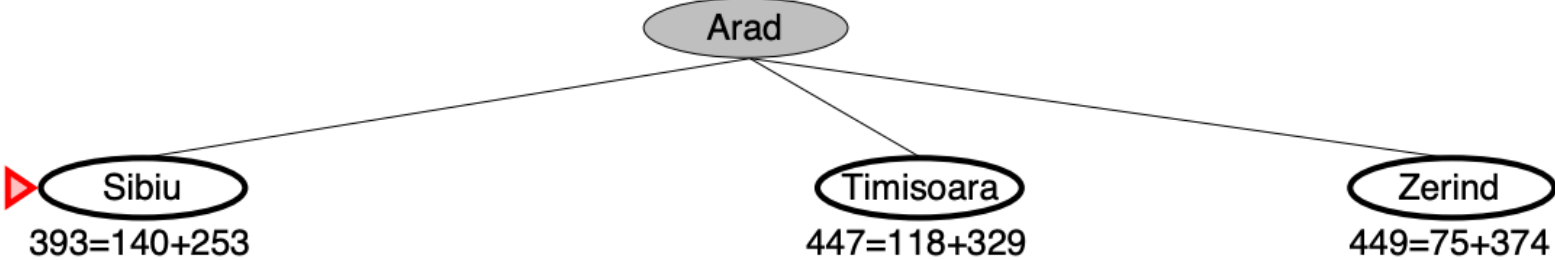 Arad
Sibiu
Timisoara
Zerind
393=140+253
447=118+329
449=75+374